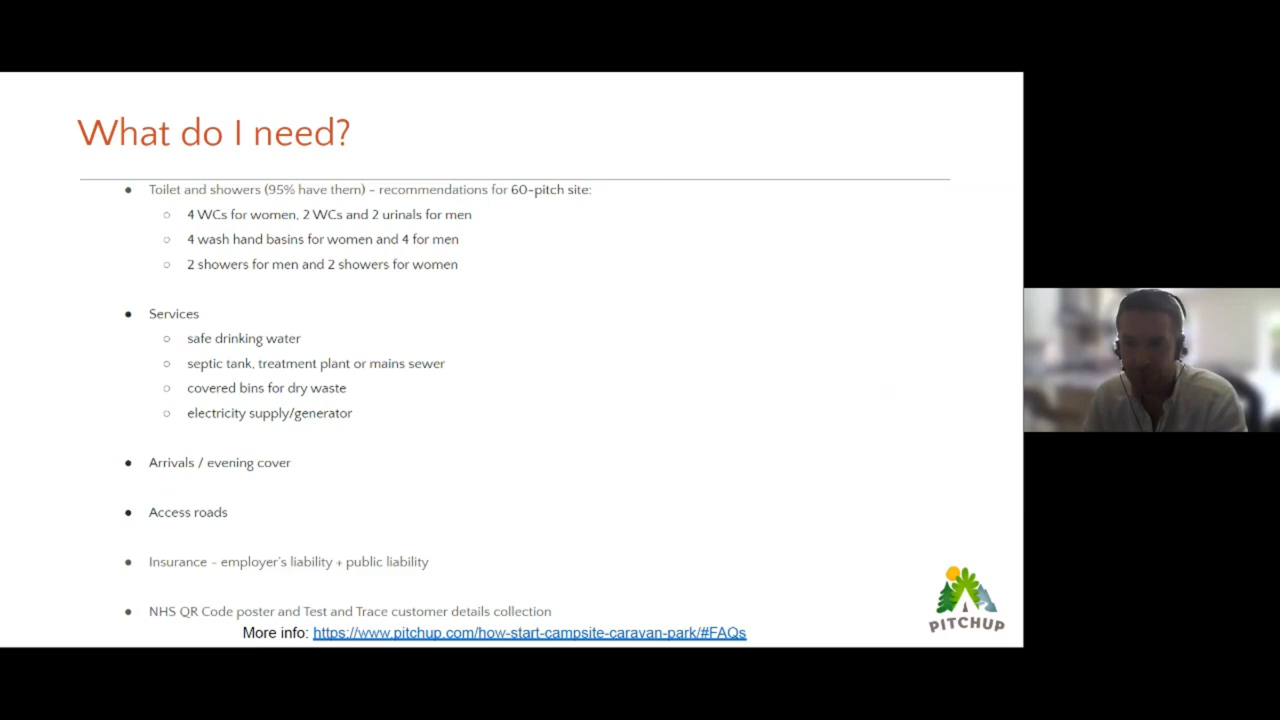 What do I need?
● Toilet and showers (95% have them) - recommendations for 60-pitch site:
○ 4 WCs for women, 2 WCs and 2 urinals for men
○ 4 wash hand basins for women and 4 for men
○ 2 showers for men and 2 showers for women
● Services
○ safe drinking water
○ septic tank, treatment plant or mains sewer
○ covered bins for dry waste
○ electricity supply/generator
● Arrivals / evening cover
● Access roads
● Insurance - employer's liability + public liability
● NHS QR Code poster and Test and Trace customer details collection
More info: https://www.pitchup.com/how-start-campsite-caravan-park/#FAQs
PITCHUP